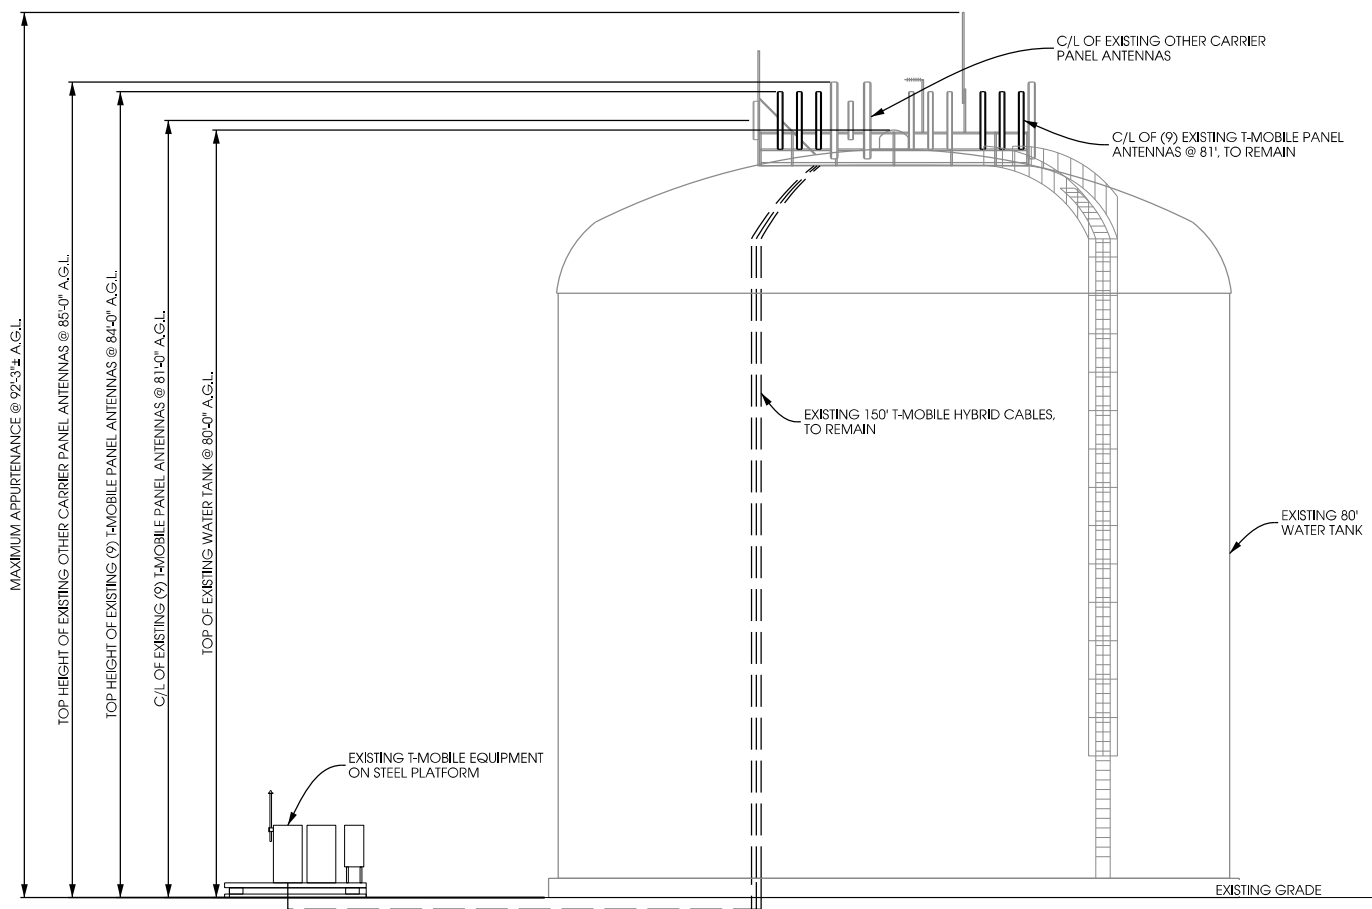 C/L OF EXISTING OTHER CARRIER
PANEL ANTENNAS
C/L OF (9) EXISTING T-MOBILE PANEL
ANTENNAS @ 81', TO REMAIN
MAXIMUM APPURTENANCE @ 92'-3"± A.G.L.
TOP HEIGHT OF EXISTING OTHER CARRIER PANEL ANTENNAS @ 85'-0" A.G.L.
TOP HEIGHT OF EXISTING (9) T-MOBILE PANEL ANTENNAS @ 84'-0" A.G.L.
C/L OF EXISTING (9) T-MOBILE PANEL ANTENNAS @ 81'-0" A.G.L.
TOP OF EXISTING WATER TANK @ 80'-0" A.G.L.
EXISTING 150' T-MOBILE HYBRID CABLES,
TO REMAIN
EXISTING 80'
WATER TANK
EXISTING T-MOBILE EQUIPMENT
ON STEEL PLATFORM
EXISTING GRADE